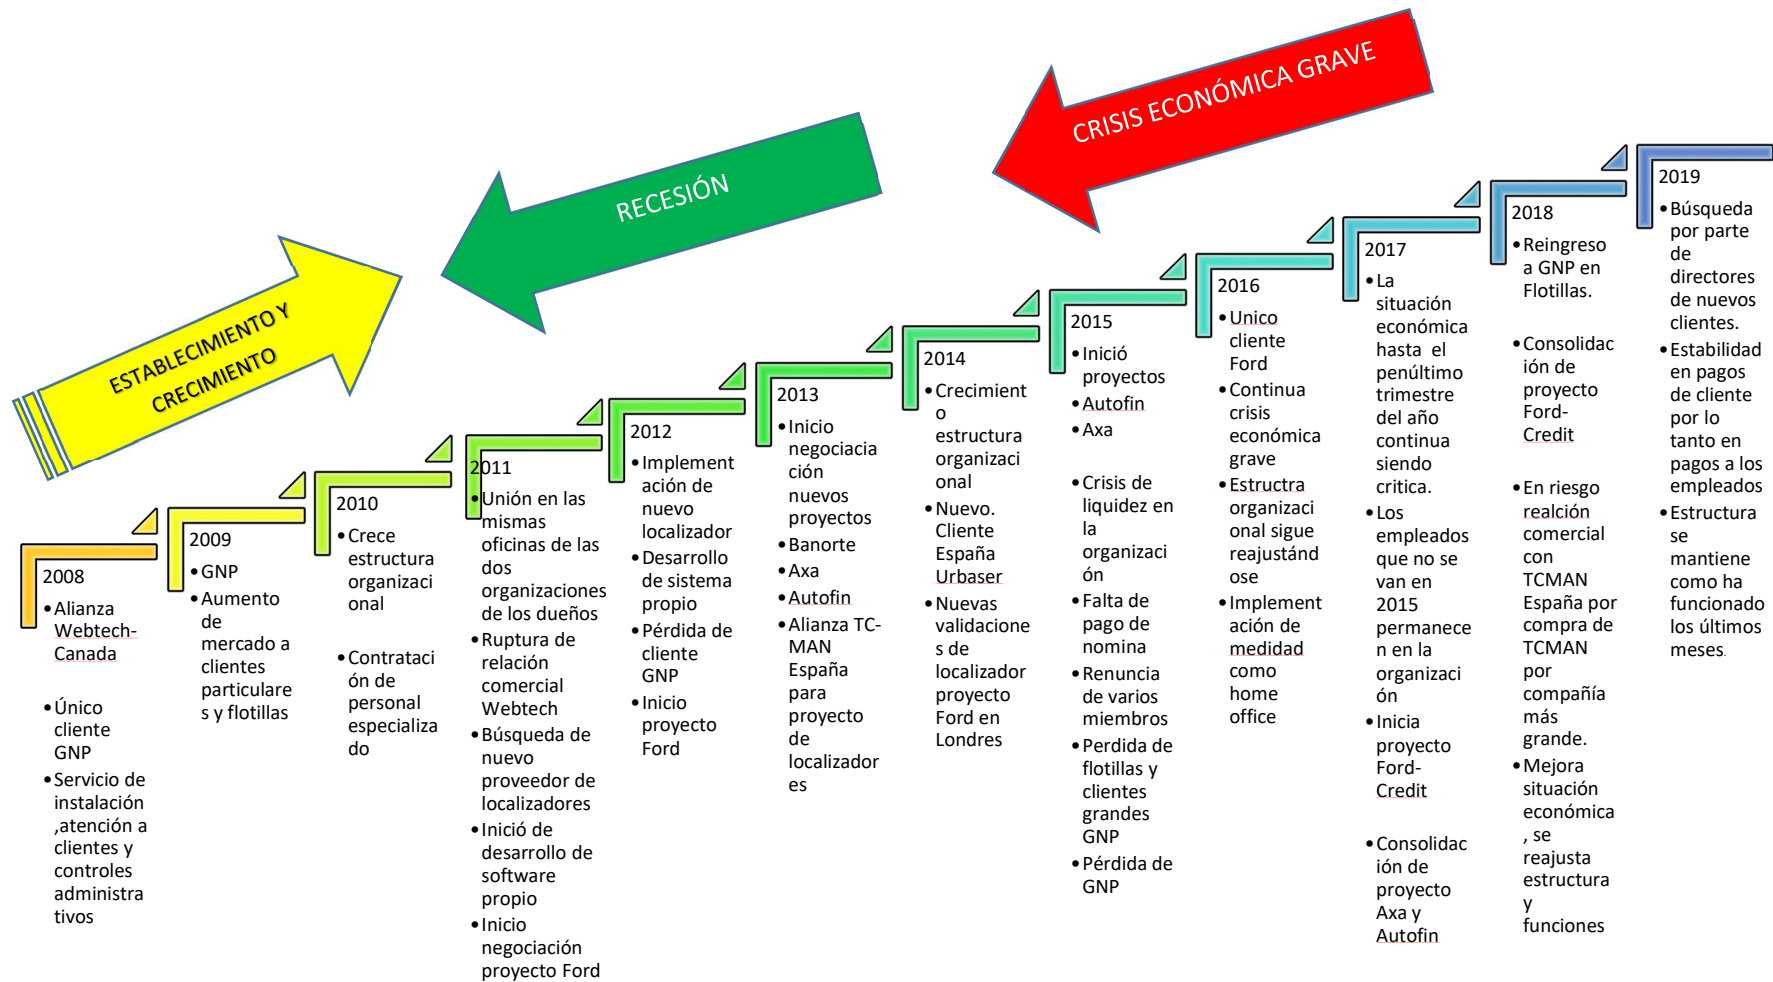 CRISIS ECONÓMICA GRAVE
RECESIÓN
ESTABLECIMIENTO Y
CRECIMIENTO
2008
•Alianza
Webtech-
Canada
•Único
cliente
GNP
•Servicio de
instalación
,atención a
clientes y
controles
administra
tivos
2009
•GNP
•Aumento
de
mercado a
clientes
particulare
s y flotillas
2010
•Crece
estructura
organizaci
onal
•Contrataci
ón de
personal
especializa
do
2011
•Unión en las
mismas
oficinas de las
dos
organizaciones
de los dueños
•Ruptura de
relación
comercial
Webtech
•Búsqueda de
nuevo
proveedor de
localizadores
•Inició de
desarrollo de
software
propio
•Inicio
negociación
proyecto Ford
2012
•Implement
ación de
nuevo
localizador
•Desarrollo
de sistema
propio
•Pérdida de
cliente
GNP
•Inicio
proyecto
Ford
2013
•Inicio
negociacia
ción
nuevos
proyectos
•Banorte
•Axa
•Autofin
•Alianza TC-
MAN
España
para
proyecto
de
localizador
es
2014
•Crecimient
o
estructura
organizaci
onal
•Nuevo.
Cliente
España
Urbaser
•Nuevas
validacione
s de
localizador
proyecto
Ford en
Londres
2015
•Inició
proyectos
•Autofin
•Axa
•Crisis de
liquidez en
la
organizaci
ón
•Falta de
pago de
nomina
•Renuncia
de varios
miembros
•Perdida de
flotillas y
clientes
grandes
GNP
•Pérdida de
GNP
2016
•Unico
cliente
Ford
•Continua
crisis
económica
grave
•Estructra
organizaci
onal sigue
reajustánd
ose
•Implement
ación de
medidad
como
home
office
2017
•La
situación
económica
hasta el
penúltimo
trimestre
del año
continua
siendo
critica.
•Los
empleados
que no se
van en
2015
permanece
n en la
organizaci
ón
•Inicia
proyecto
Ford-
Credit
•Consolidac
ión de
proyecto
Axa y
Autofin
2018
•Reingreso
a GNP en
Flotillas.
•Consolidac
ión de
proyecto
Ford-
Credit
•En riesgo
realción
comercial
con
TCMAN
España por
compra de
TCMAN
por
compañía
más
grande.
•Mejora
situación
económica
, se
reajusta
estructura
y
funciones
2019
•Búsqueda
por parte
de
directores
de nuevos
clientes.
•Estabilidad
en pagos
de cliente
por lo
tanto en
pagos a los
empleados
•Estructura
se
mantiene
como ha
funcionado
los últimos
meses.